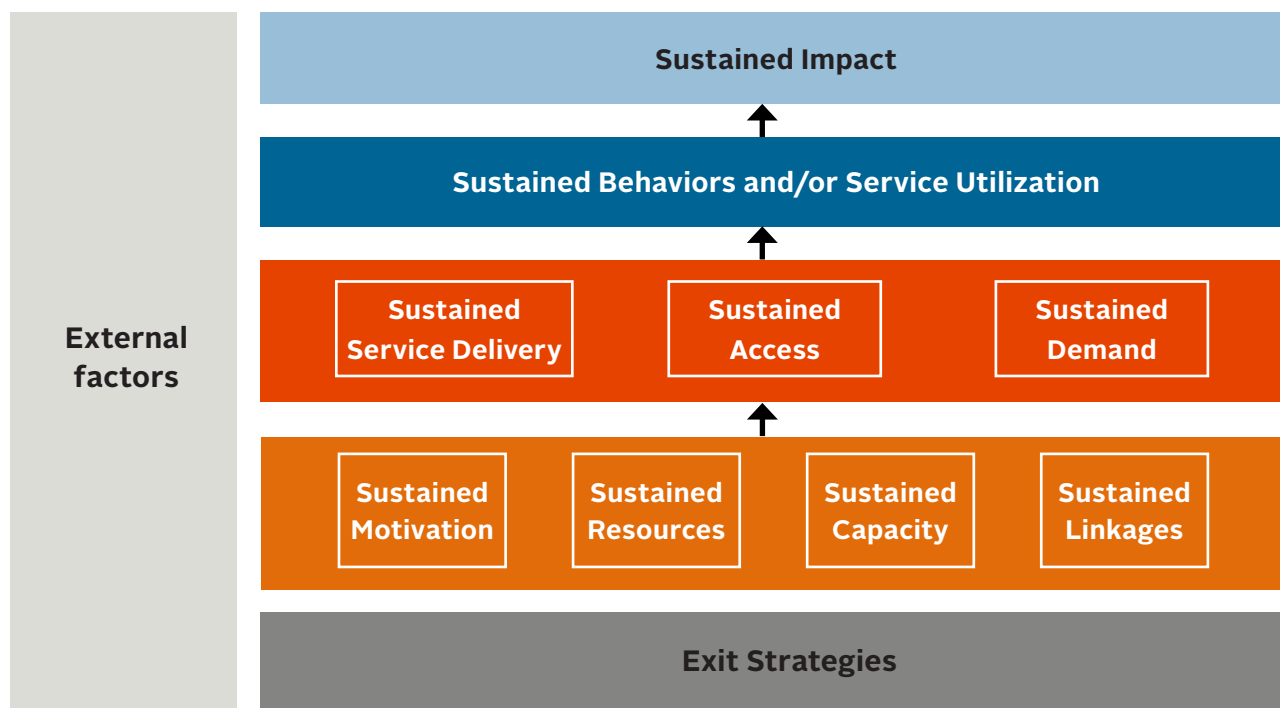 External
factors
Sustained Impact
Sustained Behaviors and/or Service Utilization
Sustained
Service Delivery
Sustained
Access
Sustained
Demand
Sustained
Motivation
Sustained
Resources
Sustained
Capacity
Sustained
Linkages
Exit Strategies